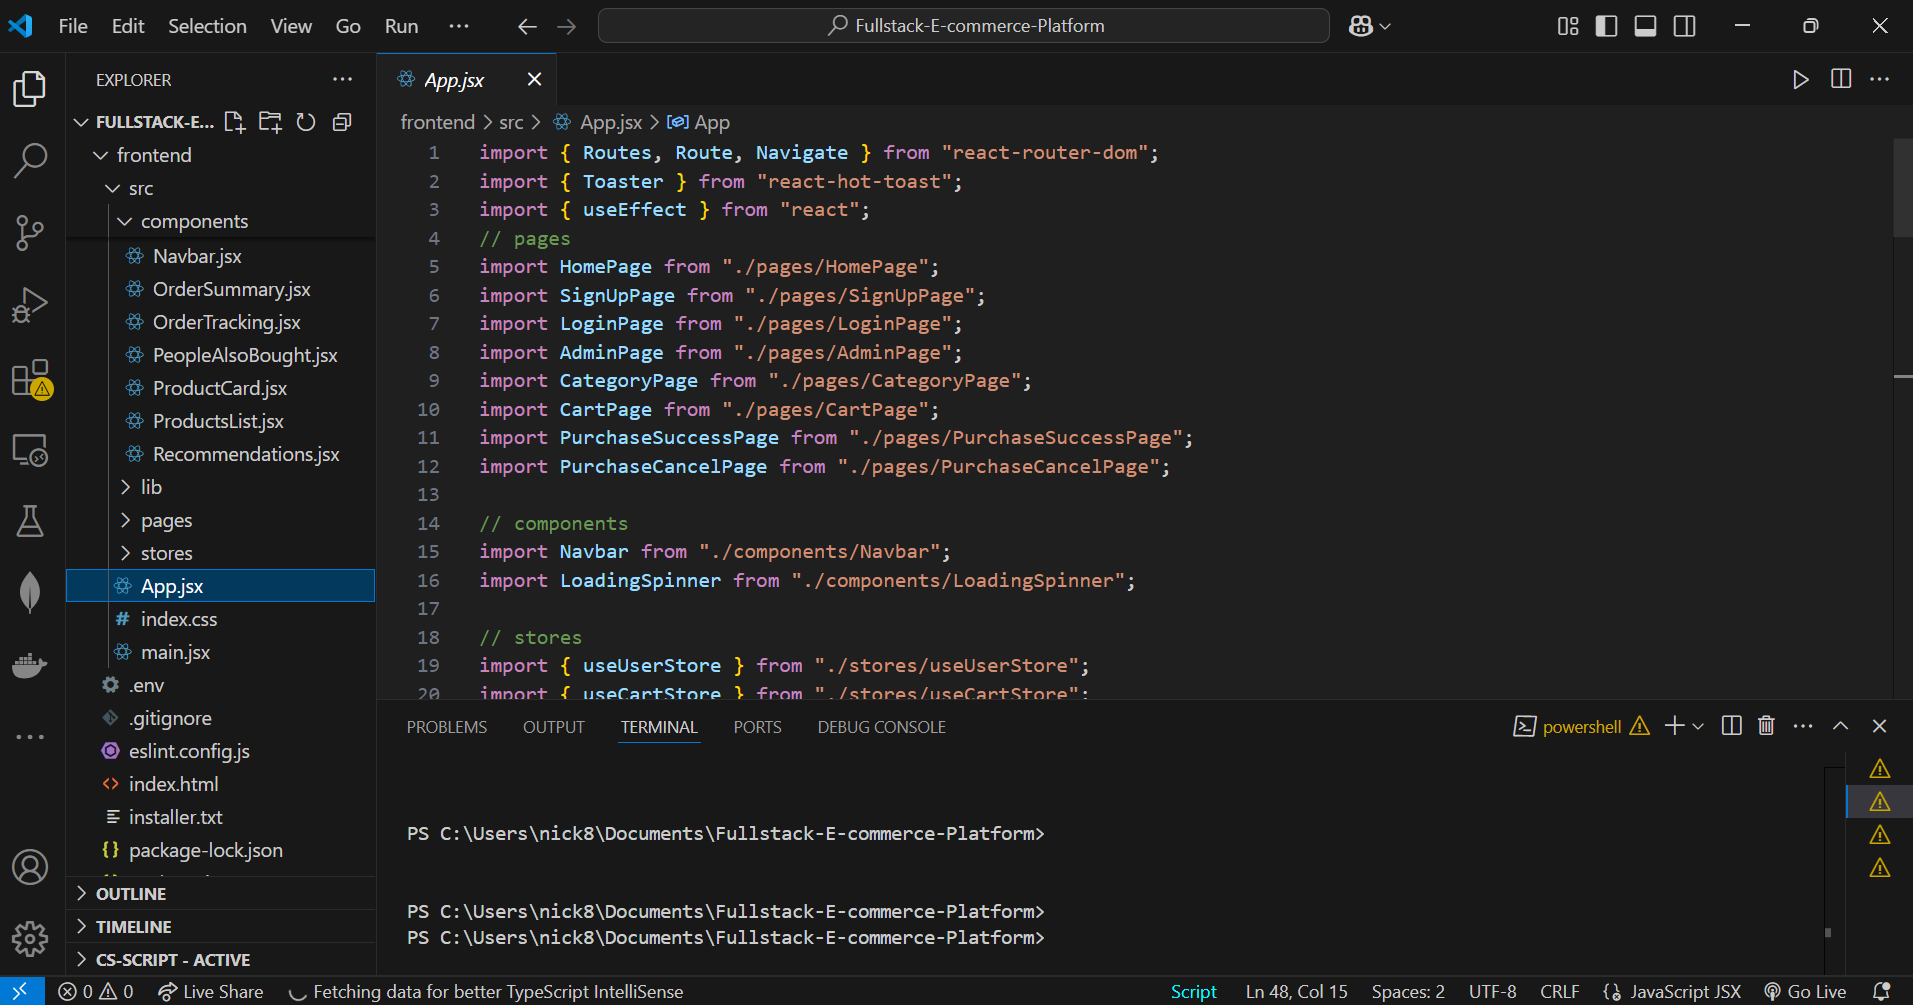 File Edit Selection View Go Run ···
Fullstack-E-commerce-Platform
EXPLORER
FULLSTACK-E...
frontend
src
components
Navbar.jsx
OrderSummary.jsx
OrderTracking.jsx
PeopleAlsoBought.jsx
ProductCard.jsx
ProductsList.jsx
Recommendations.jsx
lib
pages
stores
App.jsx
# index.css
main.jsx
.env
.gitignore
eslint.config.js
<> index.html
installer.txt
{} package-lock.json
OUTLINE
TIMELINE
CS-SCRIPT - ACTIVE
App.jsx
frontend > src > App.jsx > App
1 import { Routes, Route, Navigate } from "react-router-dom";
2 import { Toaster } from "react-hot-toast";
3 import { useEffect } from "react";
4 // pages
5 import HomePage from "./pages/HomePage";
6 import SignUpPage from "./pages/SignUpPage";
7 import LoginPage from "./pages/LoginPage";
8 import AdminPage from "./pages/AdminPage";
9 import CategoryPage from "./pages/CategoryPage";
10 import CartPage from "./pages/CartPage";
11 import PurchaseSuccessPage from "./pages/PurchaseSuccessPage";
12 import PurchaseCancelPage from "./pages/PurchaseCancelPage";
13
14 // components
15 import Navbar from "./components/Navbar";
16 import LoadingSpinner from "./components/LoadingSpinner";
17
18 // stores
19 import { useUserStore } from "./stores/useUserStore";
20 import { useCartStore } from "./stores/useCartStore";
PROBLEMS OUTPUT TERMINAL PORTS DEBUG CONSOLE
powershell
PS C:\Users\nick8\Documents\Fullstack-E-commerce-Platform>
PS C:\Users\nick8\Documents\Fullstack-E-commerce-Platform>
PS C:\Users\nick8\Documents\Fullstack-E-commerce-Platform>
0 0 Live Share Fetching data for better TypeScript IntelliSense
Script Ln 48, Col 15 Spaces: 2 UTF-8 CRLF JavaScript JSX Go Live